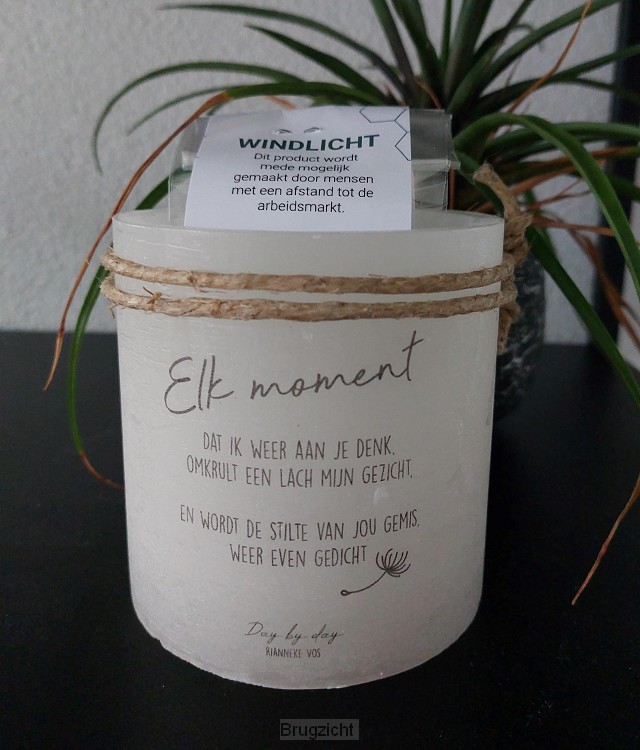 WINDLICHT
Dit product wordt
mede mogelijk
gemaakt door mensen
met een afstand tot de
arbeidsmarkt.
Elk moment
DAT IK WEER AAN JE DENK,
OMKRULT EEN LACH MIJN GEZICHT,
EN WORDT DE STILTE VAN JOU GEMIS,
WEER EVEN GEDICHT
Day by day
RIANNEKE VOS
Brugzicht